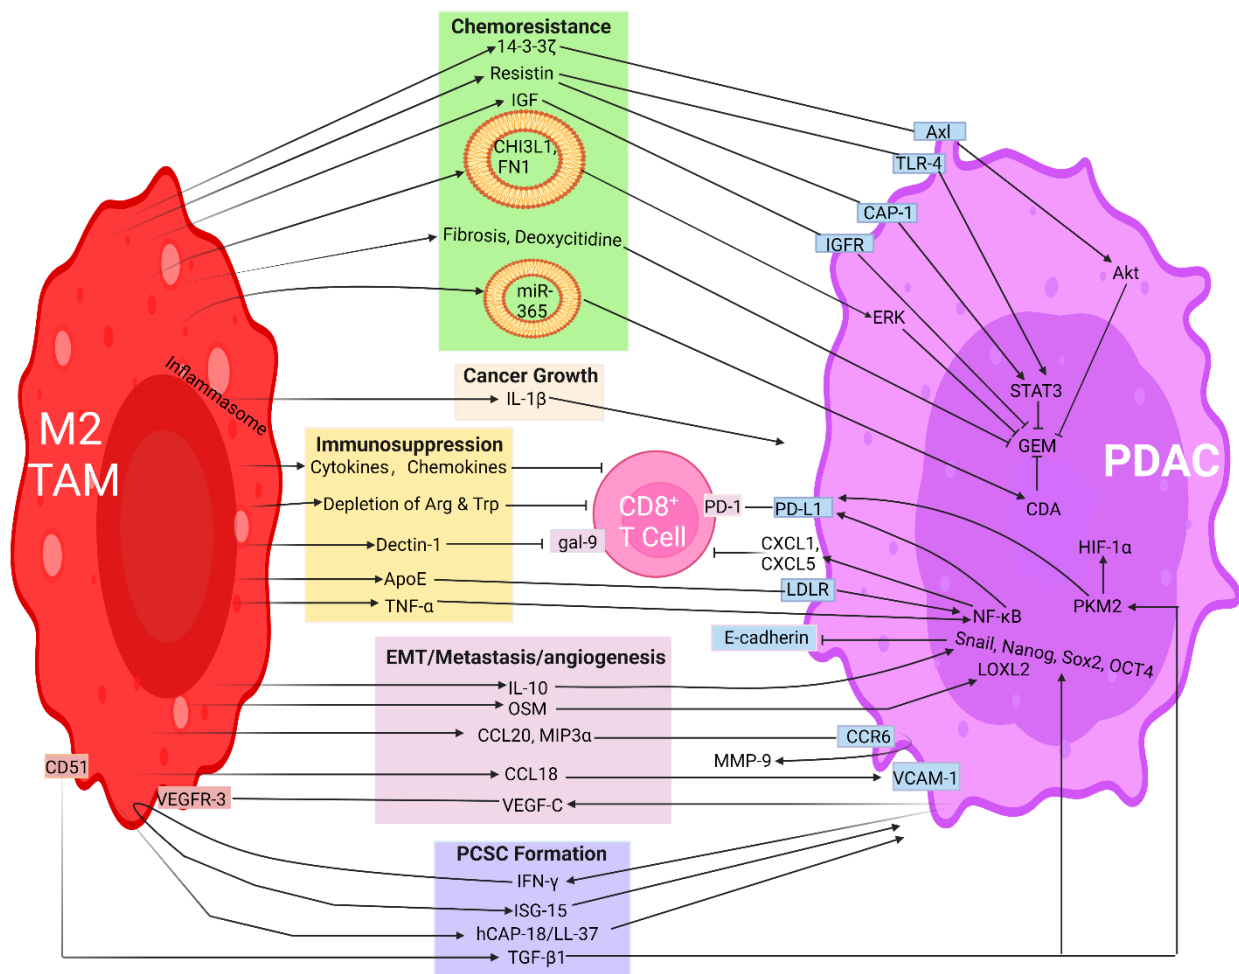 Chemoresistance
14-3-3ζ
Resistin
IGF
CHI3L1,
FN1
Fibrosis, Deoxycitidine
miR-
365
Axl
TLR-4
CAP-1
IGFR
Akt
ERK
STAT3
GEM
CDA
PDAC
Inflammasome
M2
TAM
Cancer Growth
IL-1β
Immunosuppression
Cytokines, Chemokines
Depletion of Arg & Trp
Dectin-1
gal-9
ApoE
TNF-α
CD8+
T Cell
PD-1
PD-L1
CXCL1,
CXCL5
LDLR
HIF-1α
PKM2
NF-κB
E-cadherin
Snail, Nanog, Sox2, OCT4
LOXL2
EMT/Metastasis/angiogenesis
IL-10
OSM
CCL20, MIP3α
CCR6
MMP-9
CCL18
VCAM-1
CD51
VEGFR-3
VEGF-C
PCSC Formation
IFN-γ
ISG-15
hCAP-18/LL-37
TGF-β1